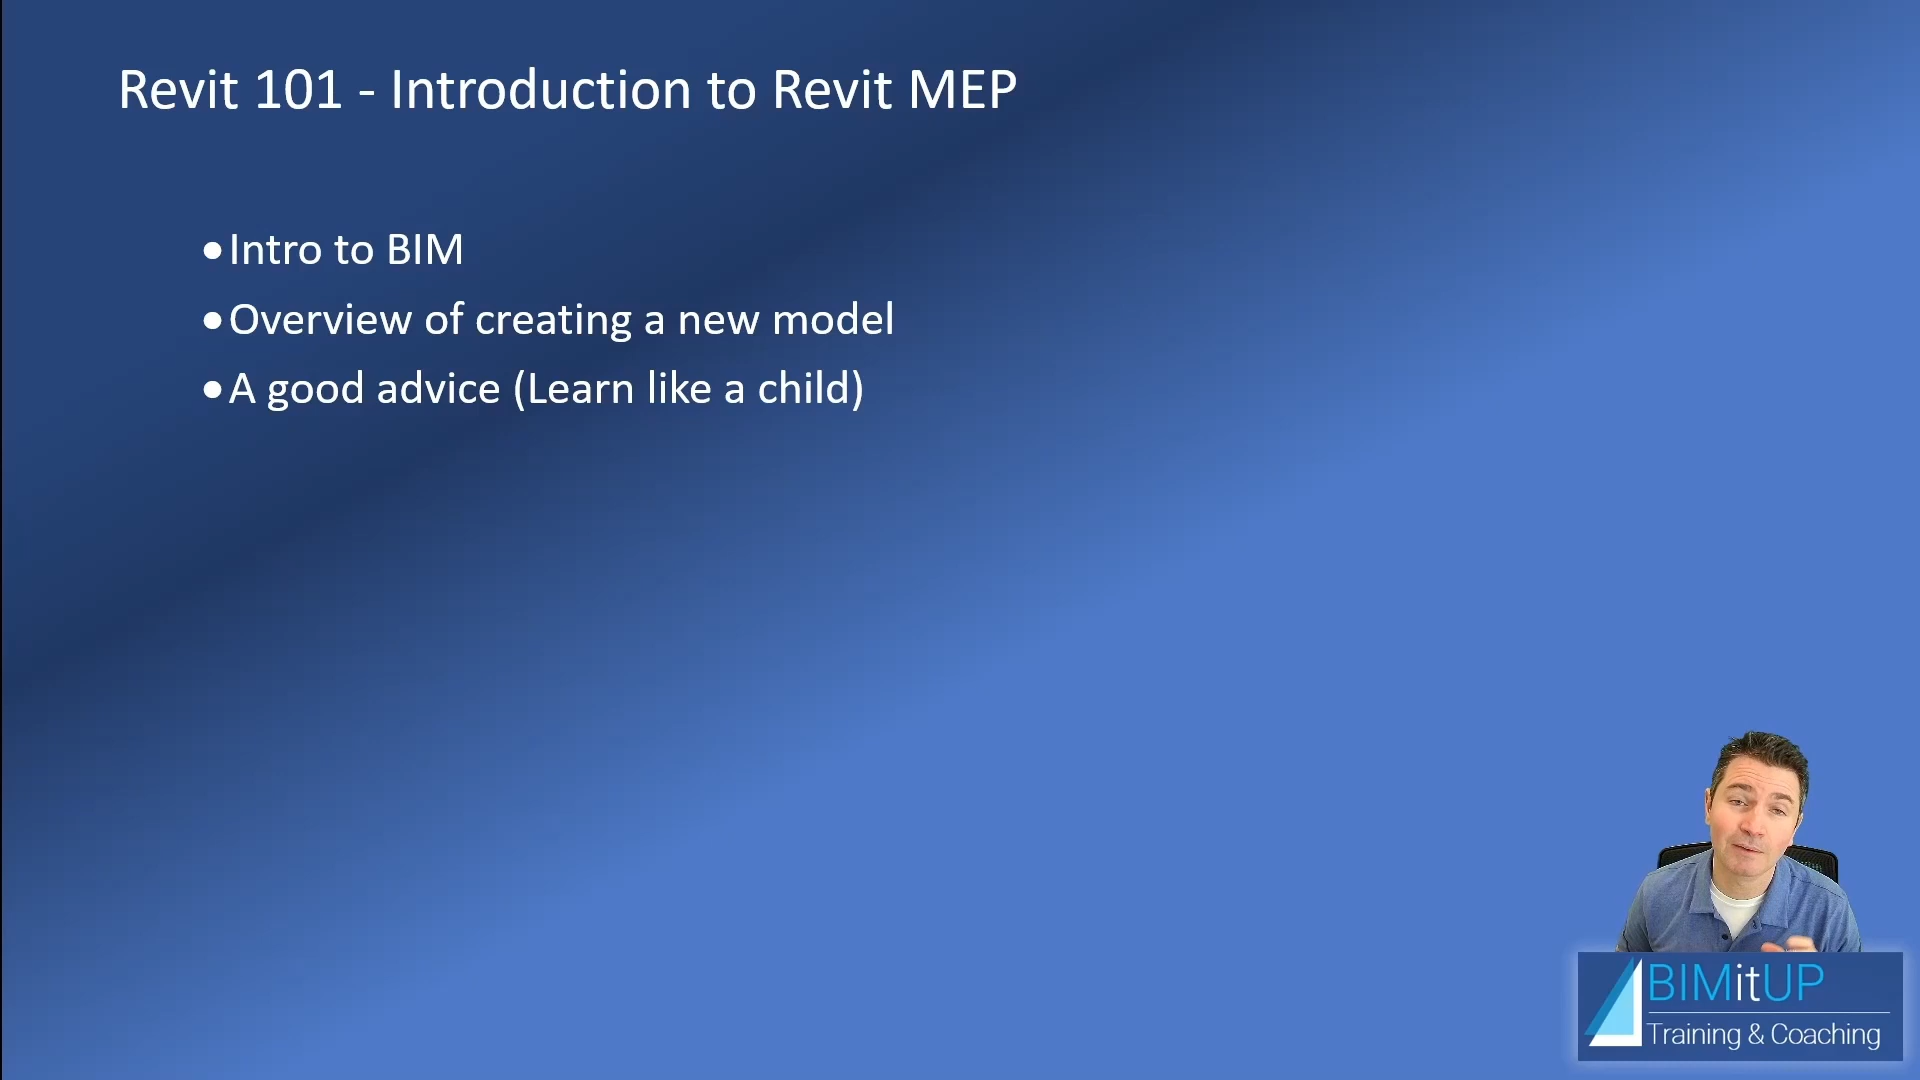 Revit 101 - Introduction to Revit MEP
•Intro to BIM
•Overview of creating a new model
•A good advice (Learn like a child)
BIMitUP
Training & Coaching